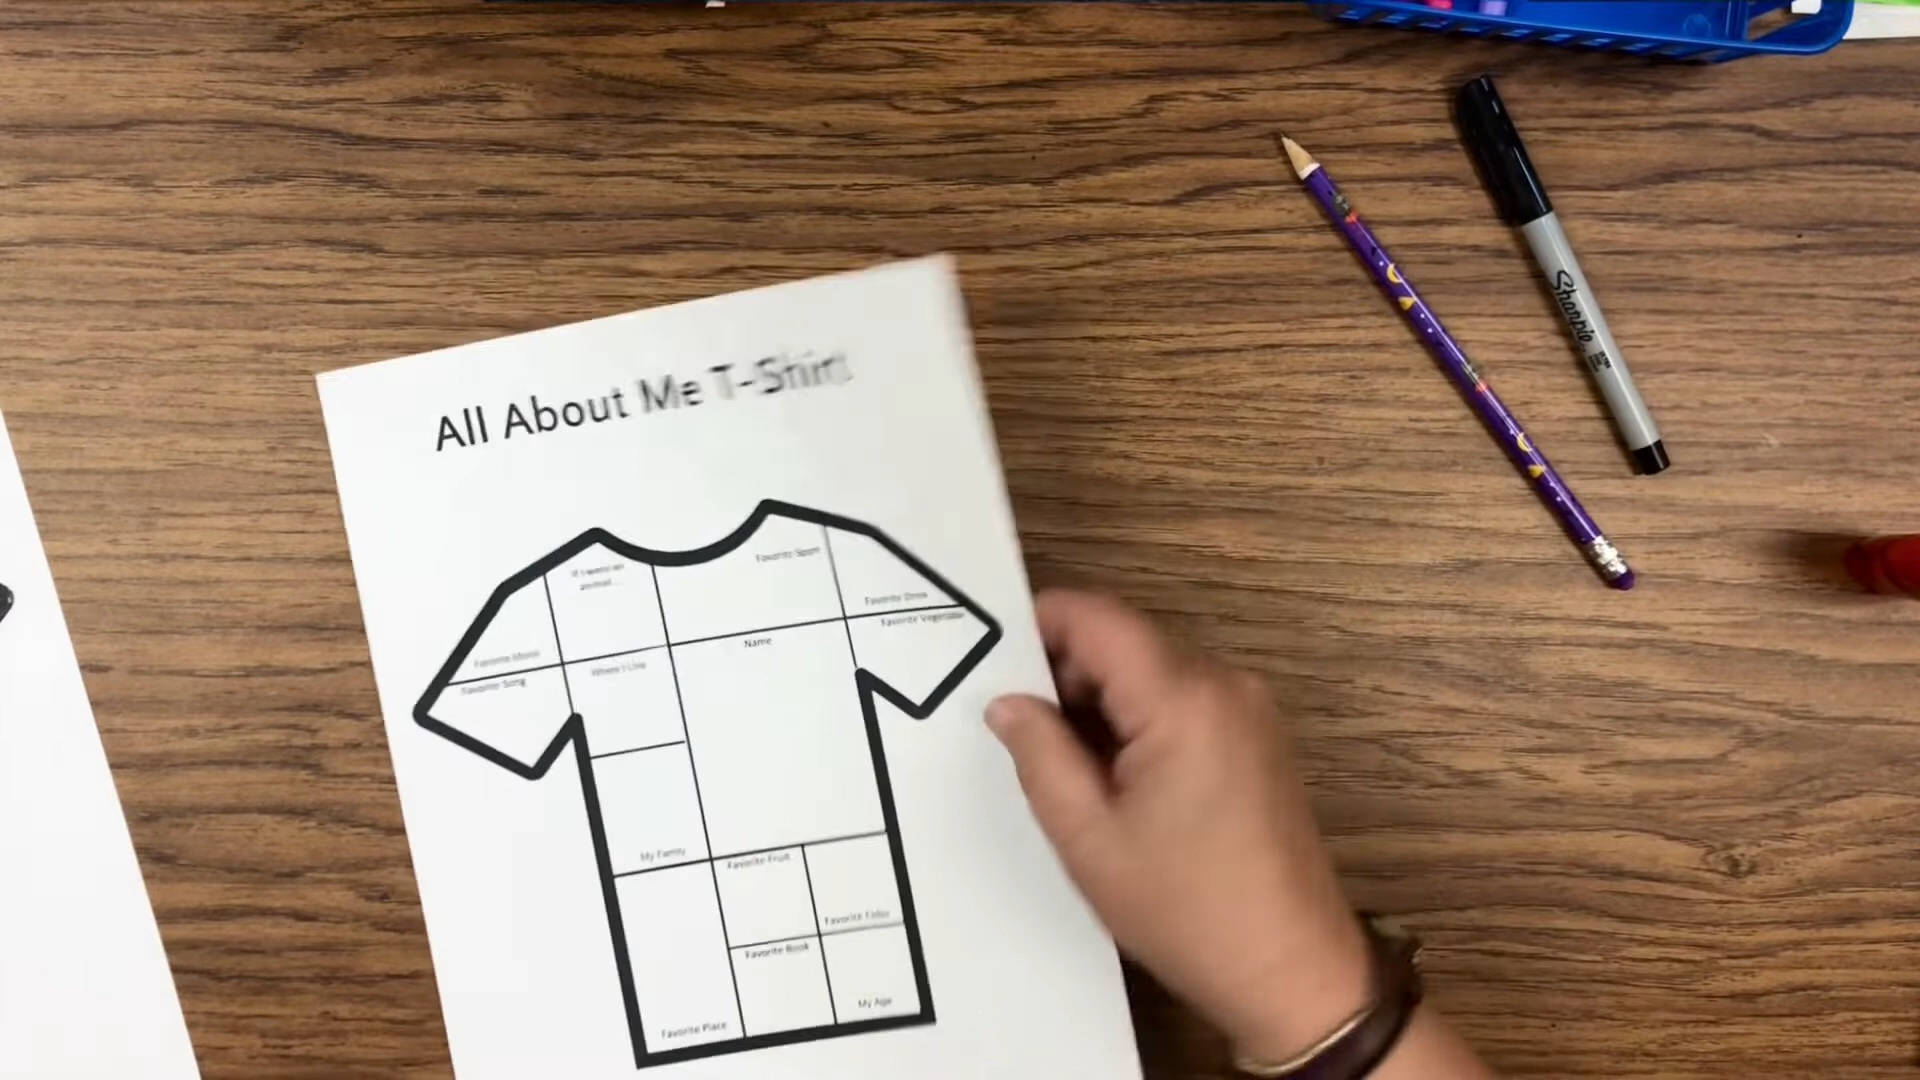 All About Me T-Shirt
Favorite Sport
If I were an
animal...
Favorite Drink
Favorite Vegetable
Name
Favorite Movie
Where I Live
Favorite Song
My Family
Favorite Fruit
Favorite Color
Favorite Book
My Age
Favorite Place
Sharpie